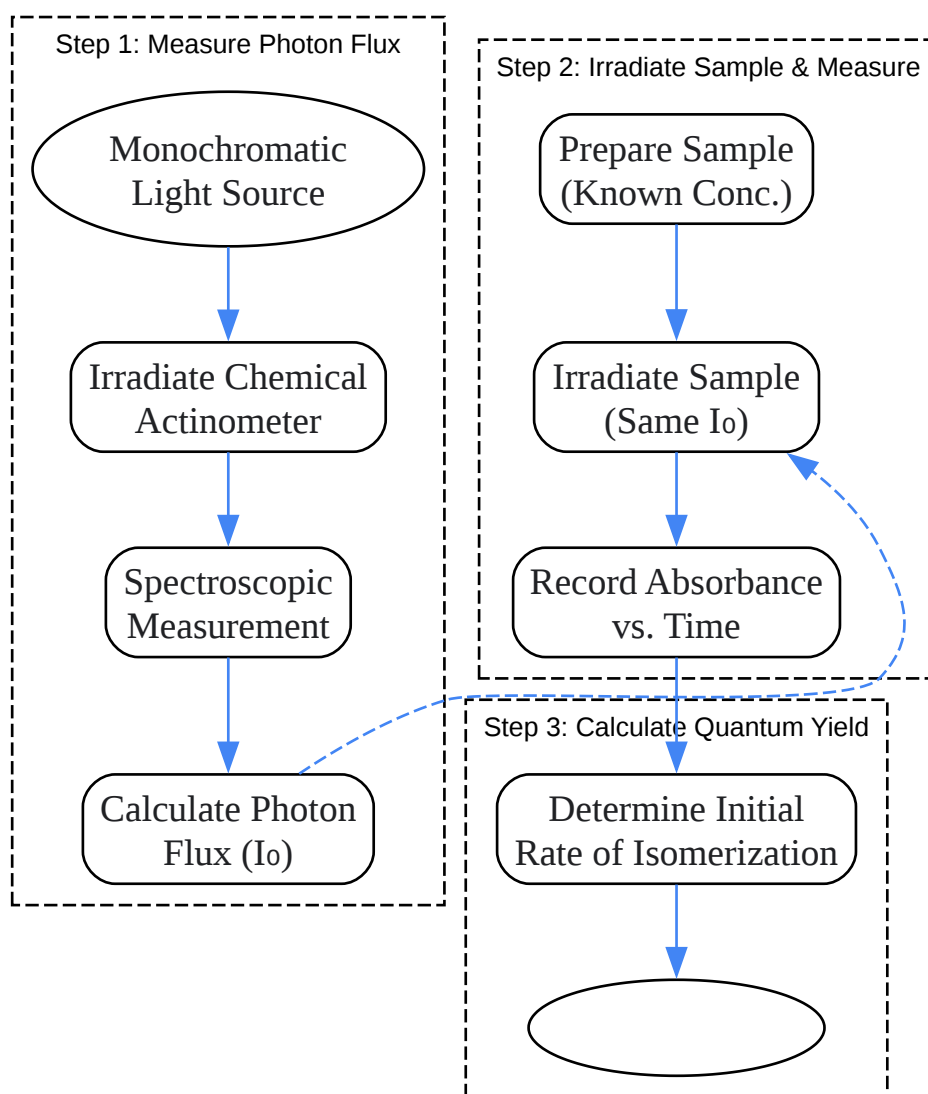 Step 1: Measure Photon Flux
Monochromatic
Light Source
Irradiate Chemical
Actinometer
Spectroscopic
Measurement
Calculate Photon
Flux (I₀)
Step 2: Irradiate Sample & Measure
Prepare Sample
(Known Conc.)
Irradiate Sample
(Same I₀)
Record Absorbance
vs. Time
Step 3: Calculate Quantum Yield
Determine Initial
Rate of Isomerization